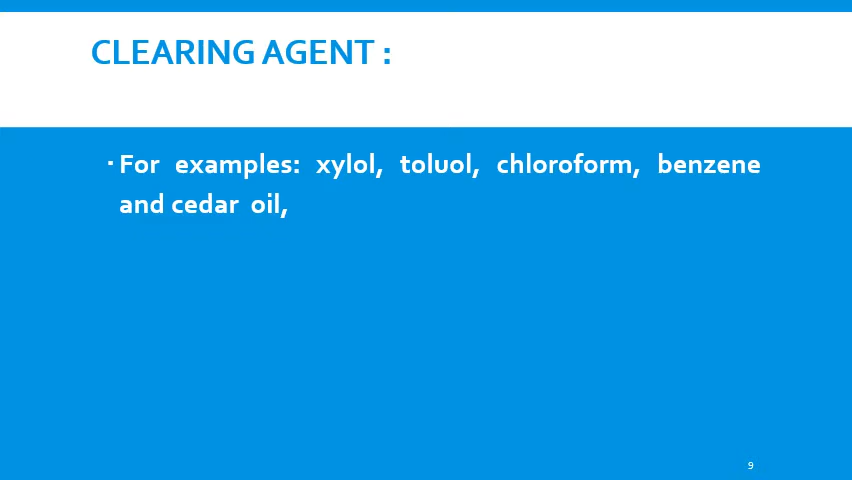 CLEARING AGENT :
▪ For examples: xylol, toluol, chloroform, benzene
and cedar oil,
9